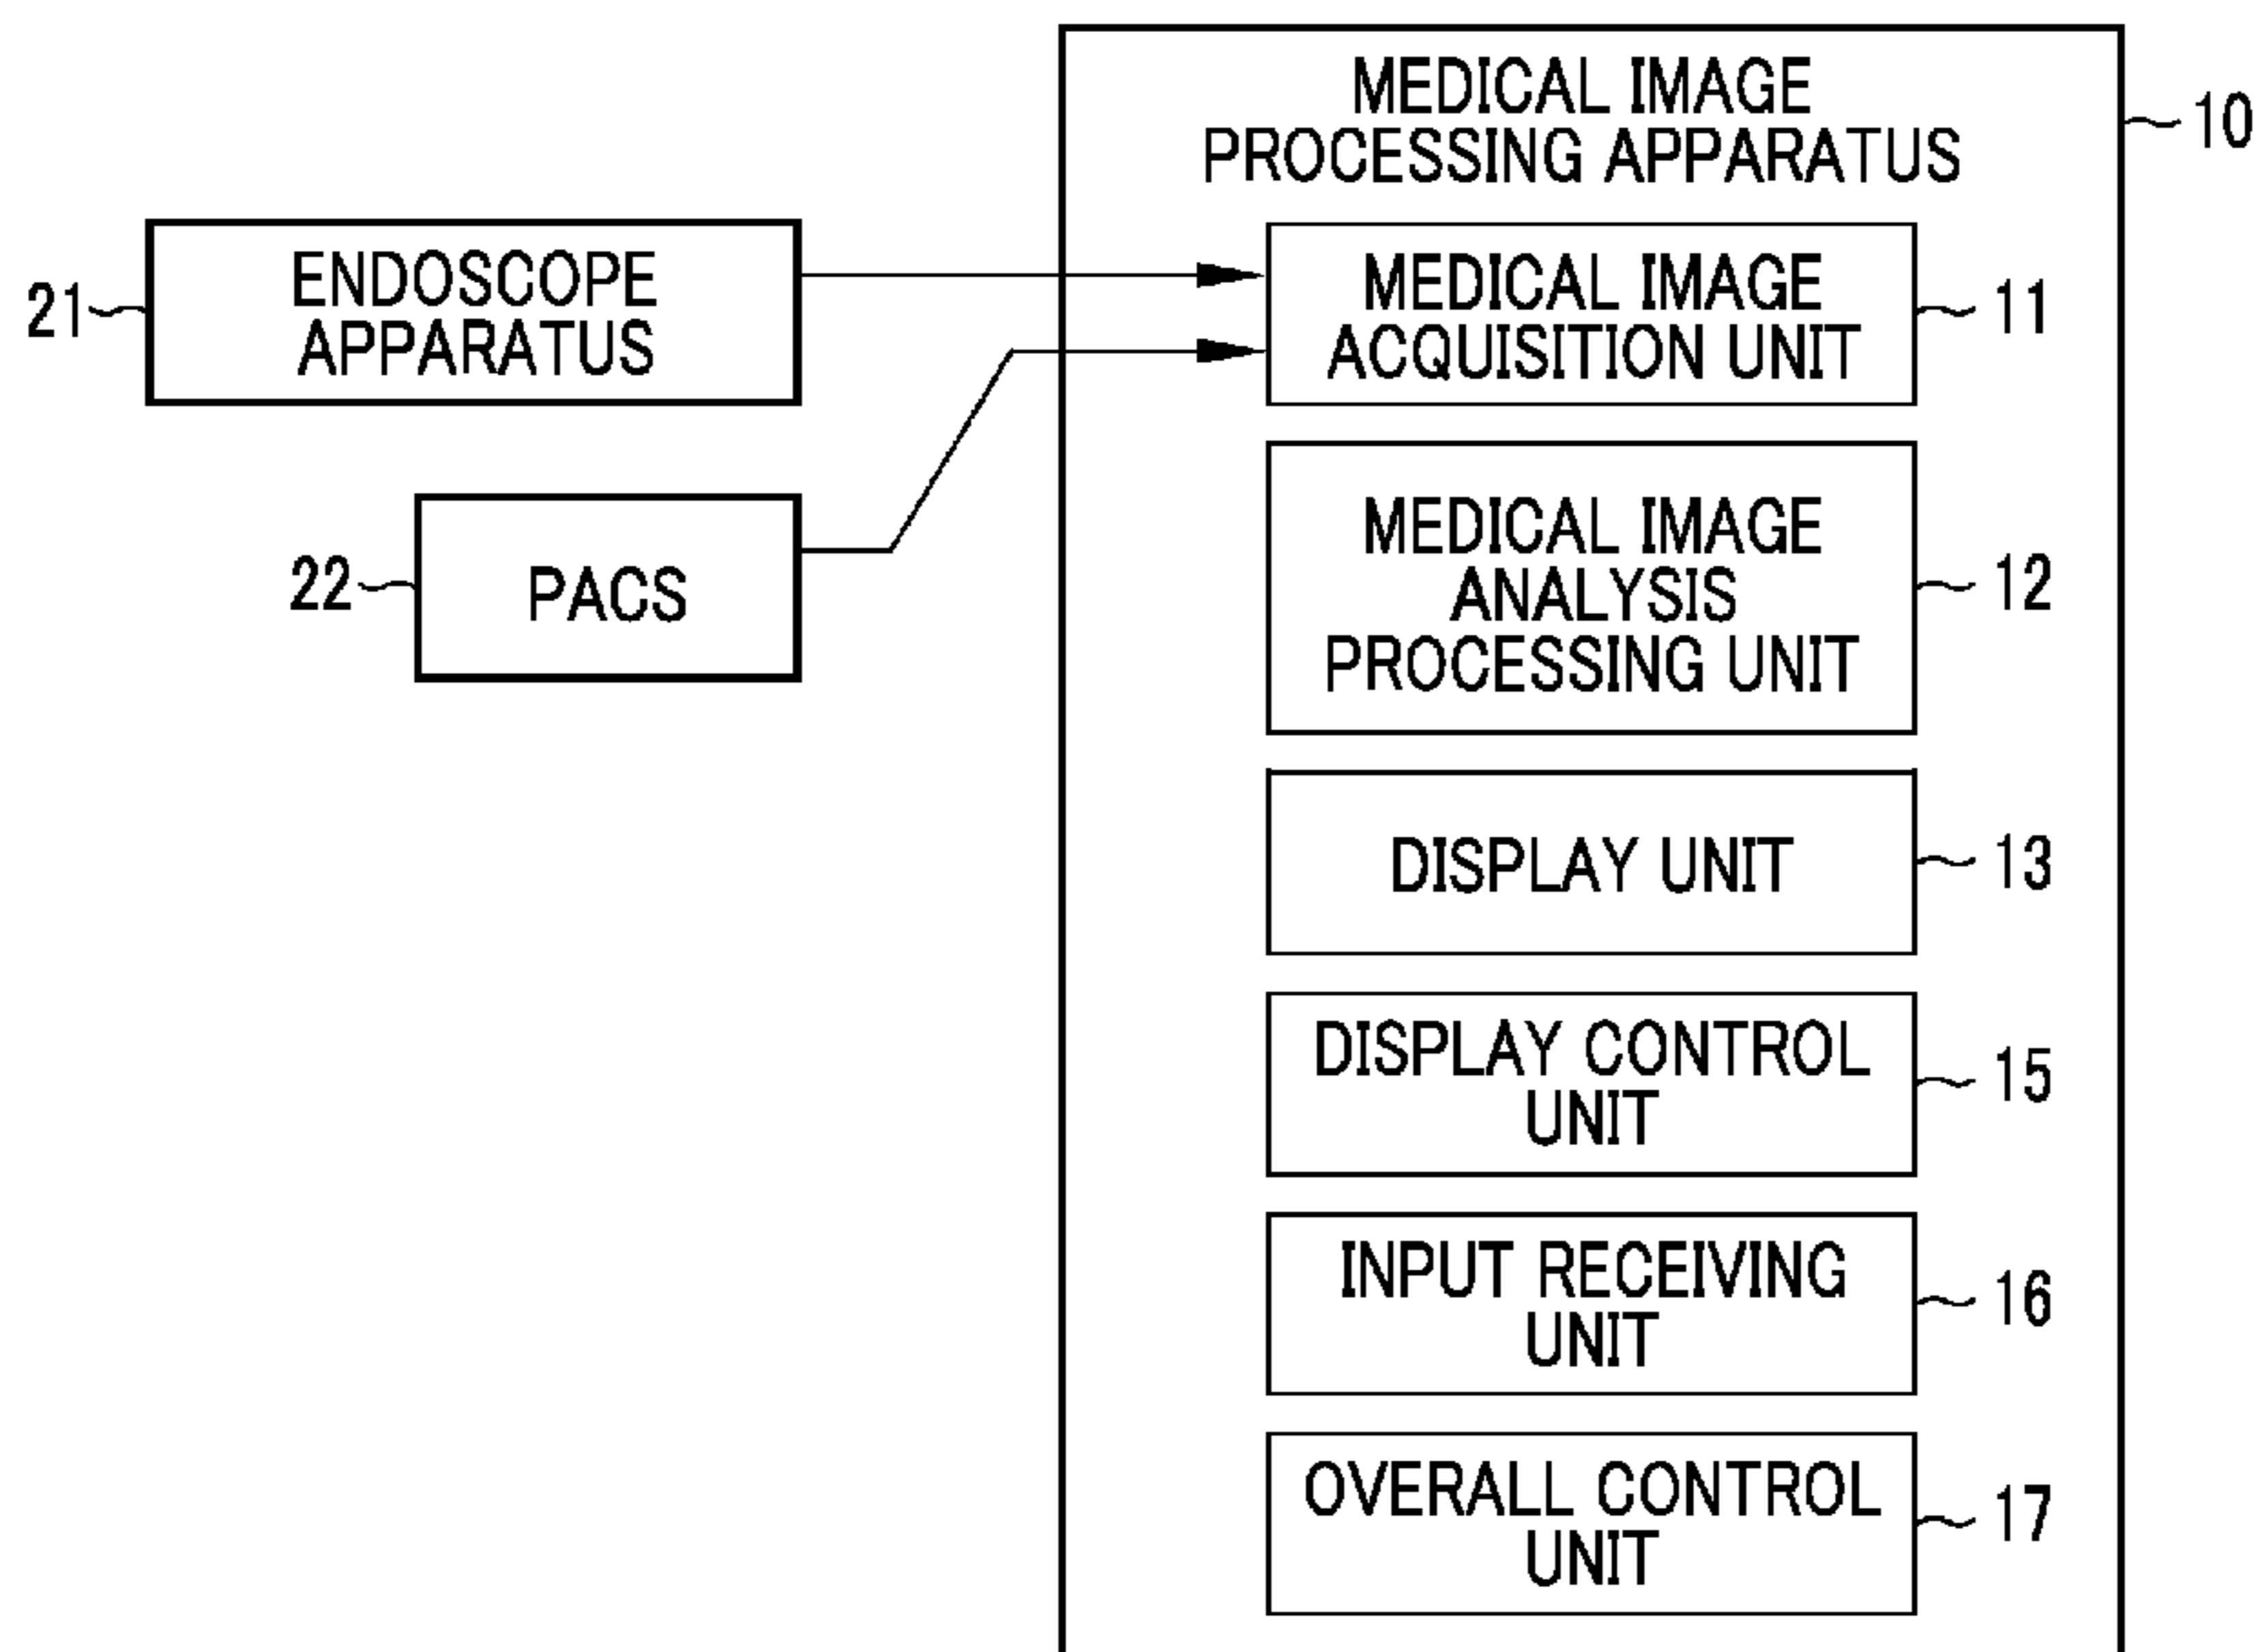 MEDICAL IMAGE
PROCESSING APPARATUS
10
21
ENDOSCOPE
APPARATUS
MEDICAL IMAGE
ACQUISITION UNIT
11
22
PACS
MEDICAL IMAGE
ANALYSIS
PROCESSING UNIT
12
DISPLAY UNIT
13
DISPLAY CONTROL
UNIT
15
INPUT RECEIVING
UNIT
16
OVERALL CONTROL
UNIT
17